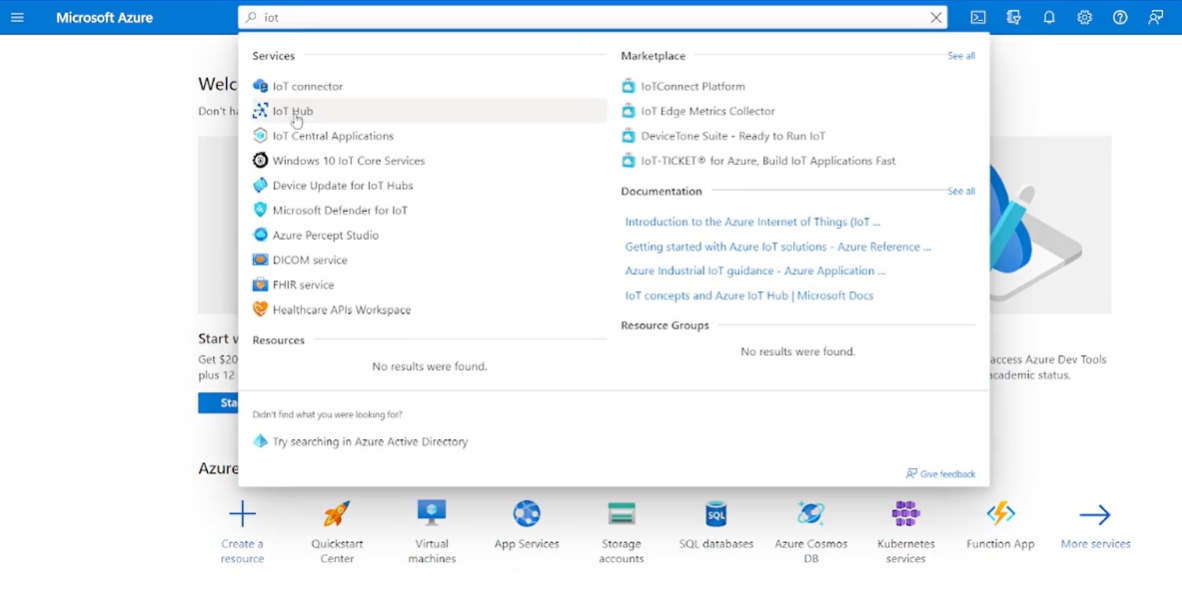 Microsoft Azure
iot
Services
IoT connector
IoT Hub
IoT Central Applications
Windows 10 IoT Core Services
Device Update for IoT Hubs
Microsoft Defender for IoT
Azure Percept Studio
DICOM service
FHIR service
Healthcare APIs Workspace
Resources
No results were found.
Marketplace
See all
IoTConnect Platform
IoT Edge Metrics Collector
DeviceTone Suite - Ready to Run IoT
IoT-TICKET® for Azure, Build IoT Applications Fast
Documentation
See all
Introduction to the Azure Internet of Things (IoT ...
Getting started with Azure IoT solutions - Azure Reference ...
Azure Industrial IoT guidance - Azure Application ...
IoT concepts and Azure IoT Hub | Microsoft Docs
Resource Groups
No results were found.
Didn't find what you were looking for?
Try searching in Azure Active Directory
Give feedback
Welc
Don't ha
Start w
Get $20
plus 12
Sta
access Azure Dev Tools
academic status.
Azure
SQL
Create a
resource
Quickstart
Center
Virtual
machines
App Services
Storage
accounts
SQL databases
Azure Cosmos
DB
Kubernetes
services
Function App
More services